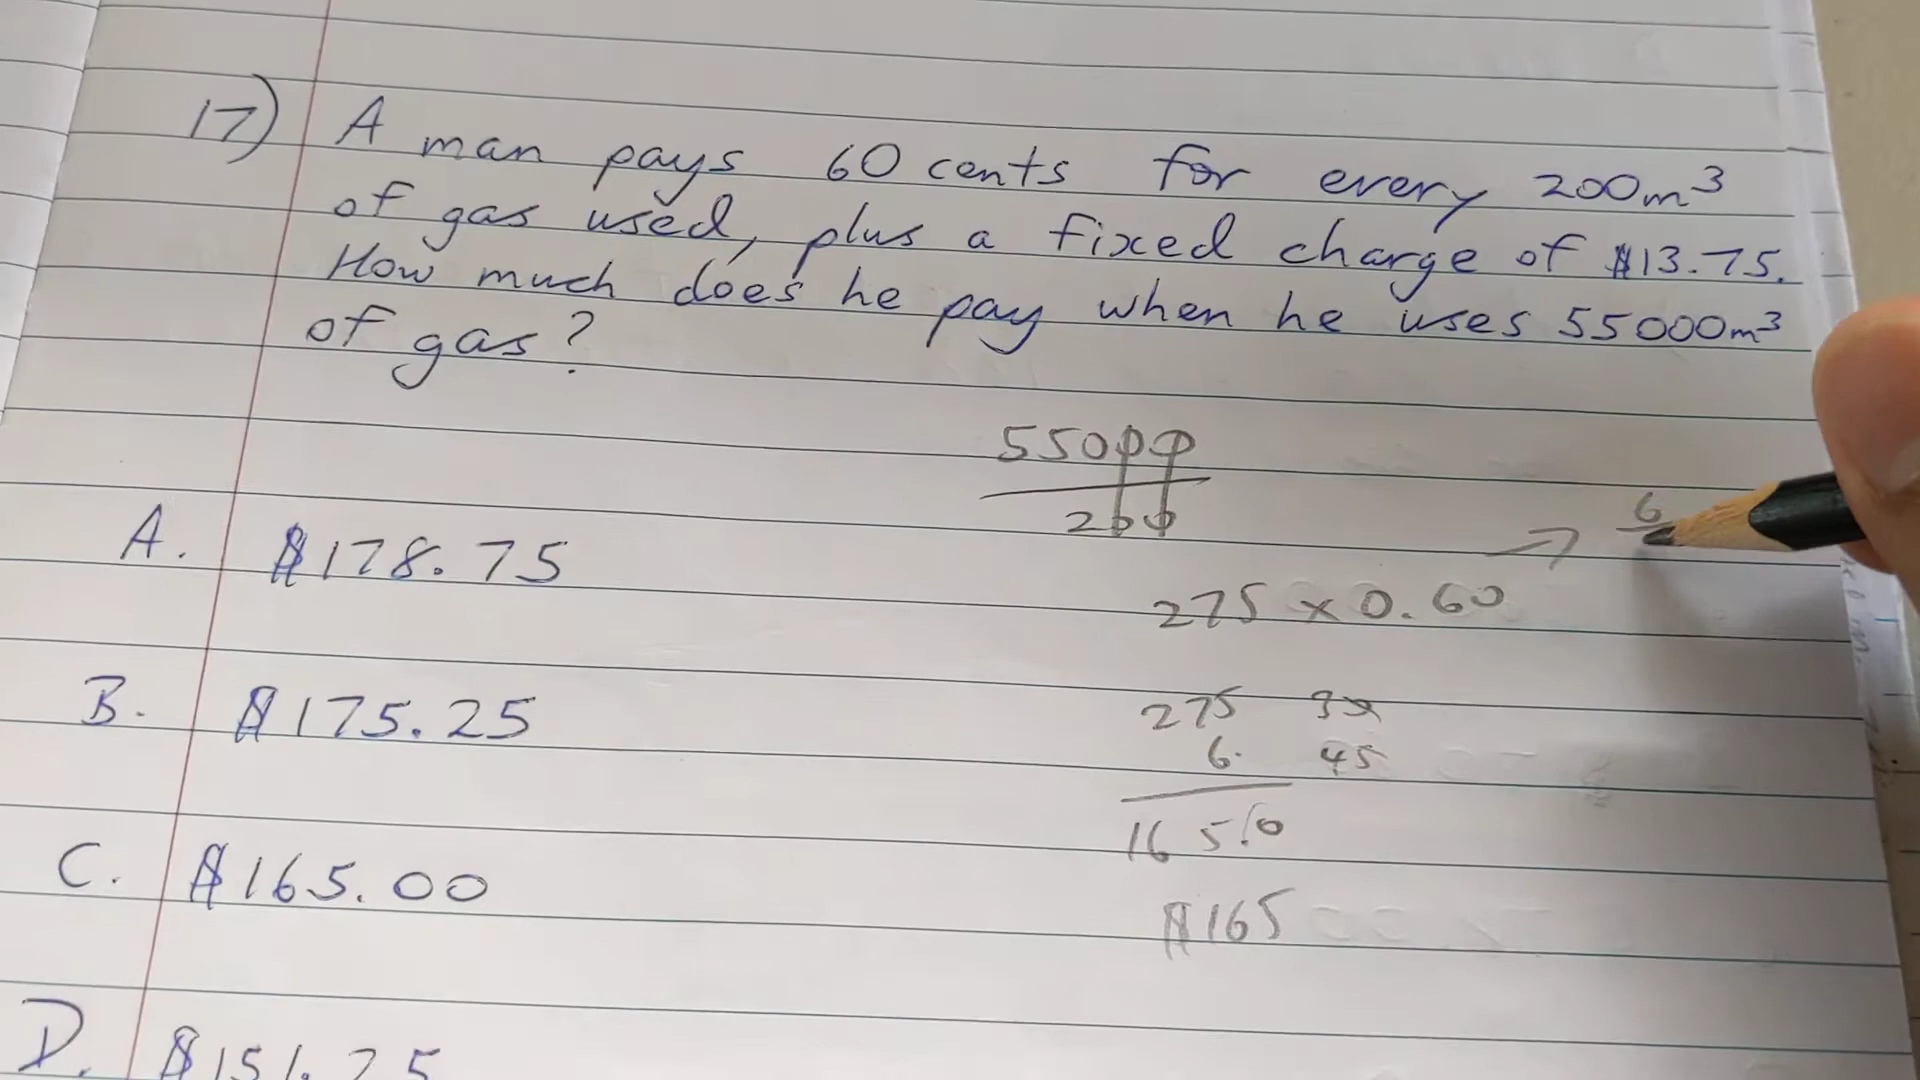 17) A man pays 60 cents for every 200m³
of gas used, plus a fixed charge of $13.75.
How much does he pay when he uses 55000m³
of gas?
55000
200
→ 6
275 x 0.60
A. $178.75
275
6.
45
B. $175.25
165.0
C. $165.00
$165
D. $151.25